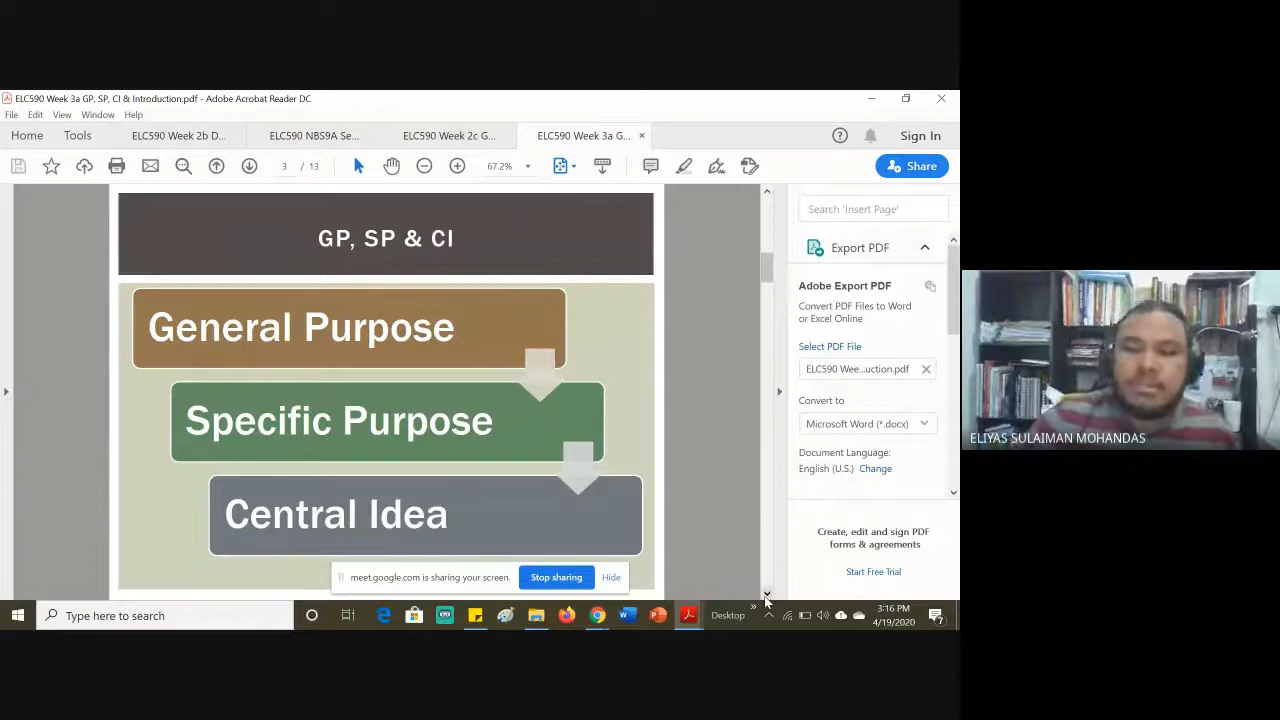 ELC590 Week 3a GP, SP, CI & Introduction.pdf - Adobe Acrobat Reader DC
File Edit View Window Help
Home Tools ELC590 Week 2b D... ELC590 NBS9A Se... ELC590 Week 2c G... ELC590 Week 3a G... × Sign In
3 / 13 67.2% Share
GP, SP & CI
General Purpose
Specific Purpose
Central Idea
Search 'Insert Page'
Export PDF
Adobe Export PDF
Convert PDF Files to Word
or Excel Online
Select PDF File
ELC590 Wee...uction.pdf
Convert to
Microsoft Word (*.docx)
Document Language:
English (U.S.) Change
Create, edit and sign PDF
forms & agreements
Start Free Trial
meet.google.com is sharing your screen. Stop sharing Hide
Type here to search
Desktop
3:16 PM
4/19/2020
7
ELIYAS SULAIMAN MOHANDAS